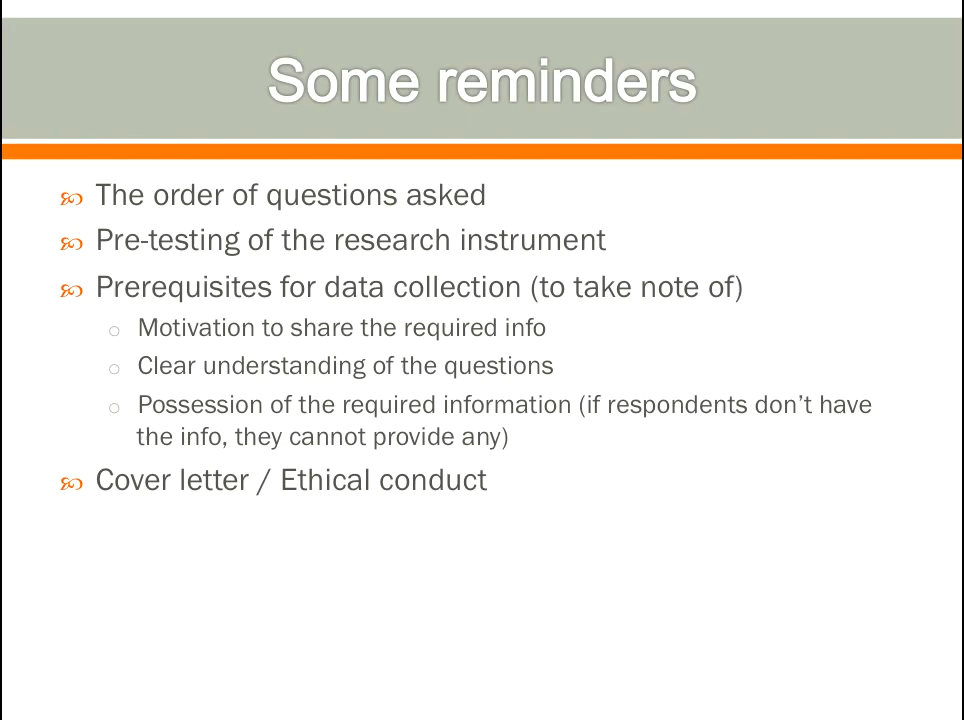 Some reminders
The order of questions asked
Pre-testing of the research instrument
Prerequisites for data collection (to take note of)
Motivation to share the required info
Clear understanding of the questions
Possession of the required information (if respondents don’t have
the info, they cannot provide any)
Cover letter / Ethical conduct